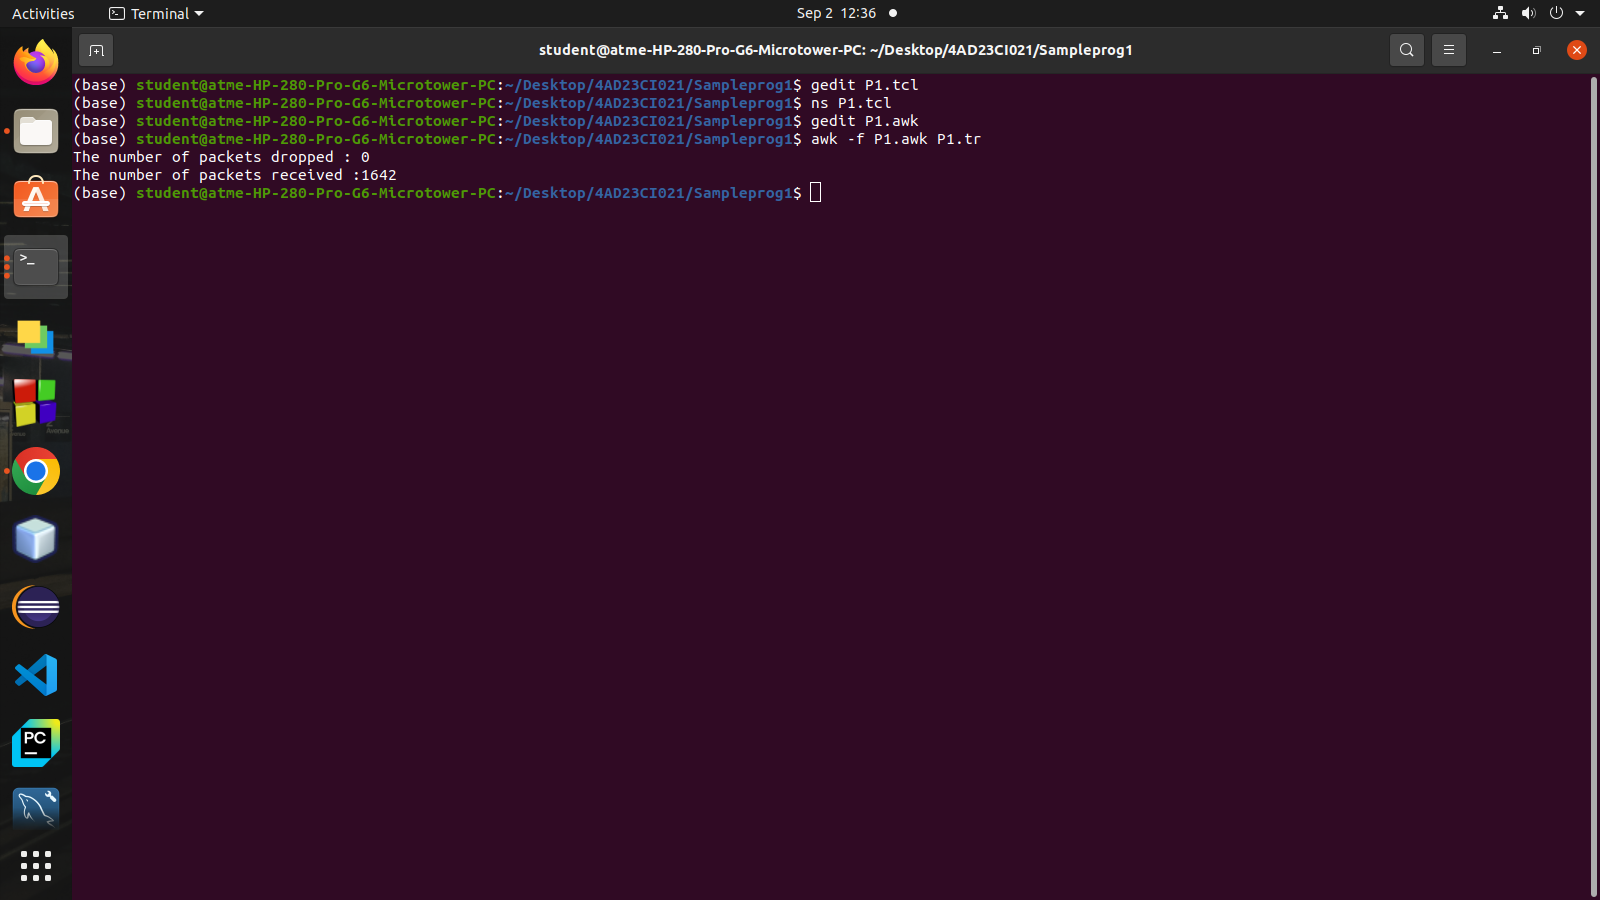 Activities
Terminal
Sep 2 12:36
student@atme-HP-280-Pro-G6-Microtower-PC: ~/Desktop/4AD23CI021/Sampleprog1
(base) student@atme-HP-280-Pro-G6-Microtower-PC:~/Desktop/4AD23CI021/Sampleprog1$ gedit P1.tcl
(base) student@atme-HP-280-Pro-G6-Microtower-PC:~/Desktop/4AD23CI021/Sampleprog1$ ns P1.tcl
(base) student@atme-HP-280-Pro-G6-Microtower-PC:~/Desktop/4AD23CI021/Sampleprog1$ gedit P1.awk
(base) student@atme-HP-280-Pro-G6-Microtower-PC:~/Desktop/4AD23CI021/Sampleprog1$ awk -f P1.awk P1.tr
The number of packets dropped : 0
The number of packets received :1642
(base) student@atme-HP-280-Pro-G6-Microtower-PC:~/Desktop/4AD23CI021/Sampleprog1$
>_
PC